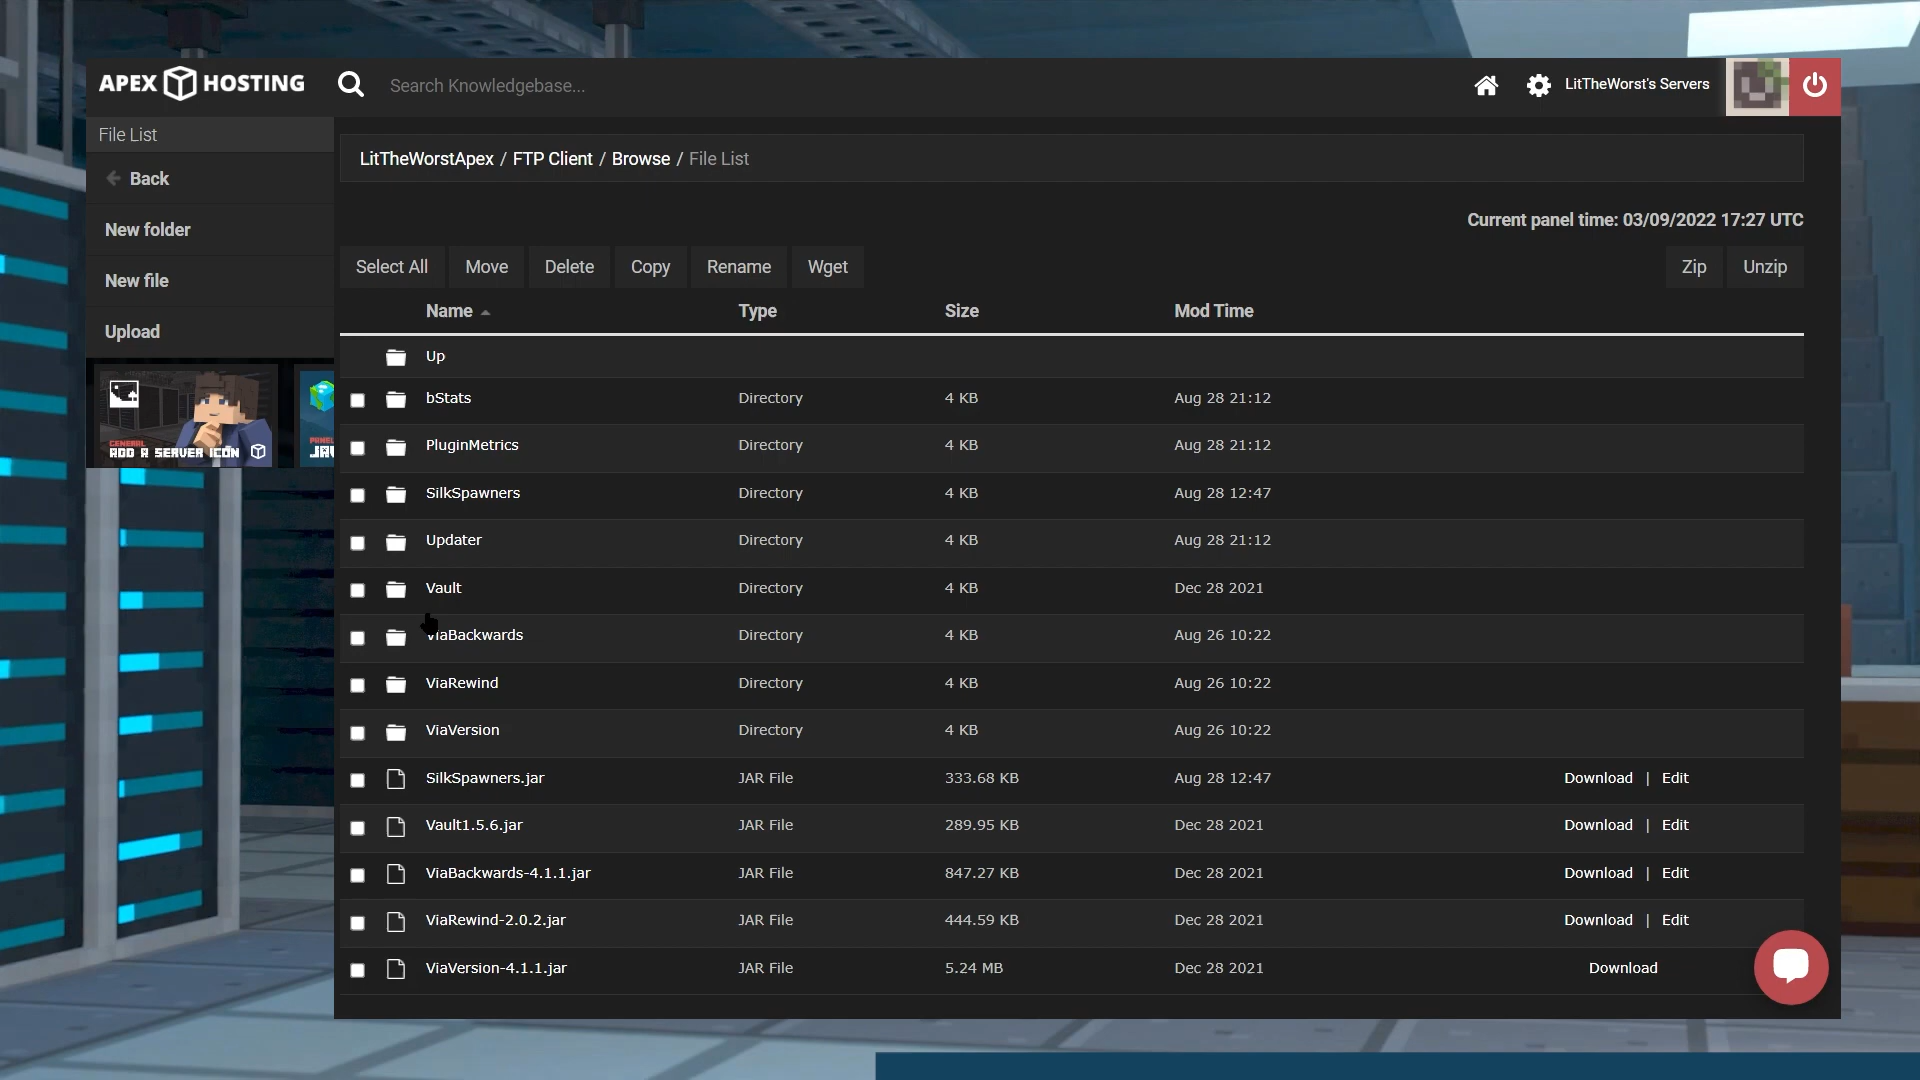 APEX HOSTING
Search Knowledgebase...
LitTheWorst's Servers
File List
Back
New folder
New file
Upload
GENERAL
ADD A SERVER ICON
LitTheWorstApex / FTP Client / Browse / File List
Current panel time: 03/09/2022 17:27 UTC
Select All Move Delete Copy Rename Wget Zip Unzip
Name Type Size Mod Time
Up
bStats Directory 4 KB Aug 28 21:12
PluginMetrics Directory 4 KB Aug 28 21:12
SilkSpawners Directory 4 KB Aug 28 12:47
Updater Directory 4 KB Aug 28 21:12
Vault Directory 4 KB Dec 28 2021
ViaBackwards Directory 4 KB Aug 26 10:22
ViaRewind Directory 4 KB Aug 26 10:22
ViaVersion Directory 4 KB Aug 26 10:22
SilkSpawners.jar JAR File 333.68 KB Aug 28 12:47 Download | Edit
Vault1.5.6.jar JAR File 289.95 KB Dec 28 2021 Download | Edit
ViaBackwards-4.1.1.jar JAR File 847.27 KB Dec 28 2021 Download | Edit
ViaRewind-2.0.2.jar JAR File 444.59 KB Dec 28 2021 Download | Edit
ViaVersion-4.1.1.jar JAR File 5.24 MB Dec 28 2021 Download